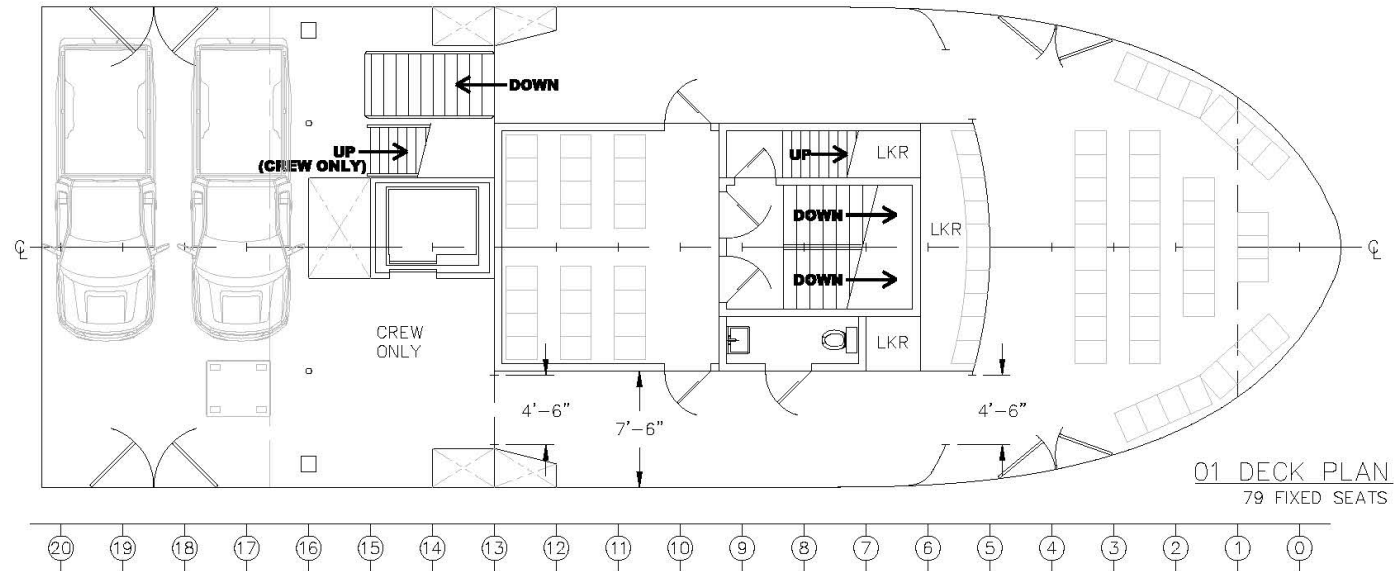 DOWN
UP
(CREW ONLY)
UP
LKR
DOWN
LKR
℄
℄
DOWN
CREW
ONLY
LKR
4'-6"
7'-6"
4'-6"
01 DECK PLAN
79 FIXED SEATS
20 19 18 17 16 15 14 13 12 11 10 9 8 7 6 5 4 3 2 1 0